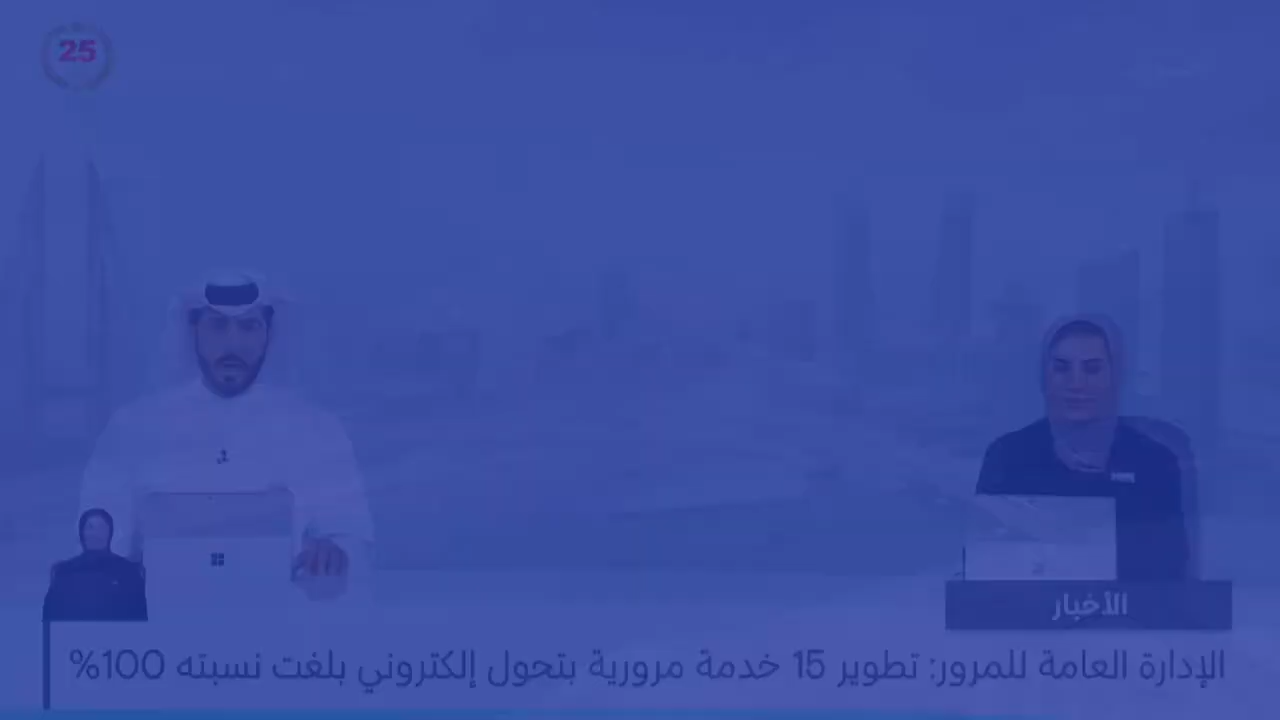 25
الأخبار
الإدارة العامة للمرور: تطوير 15 خدمة مرورية بتحول إلكتروني بلغت نسبته 100%